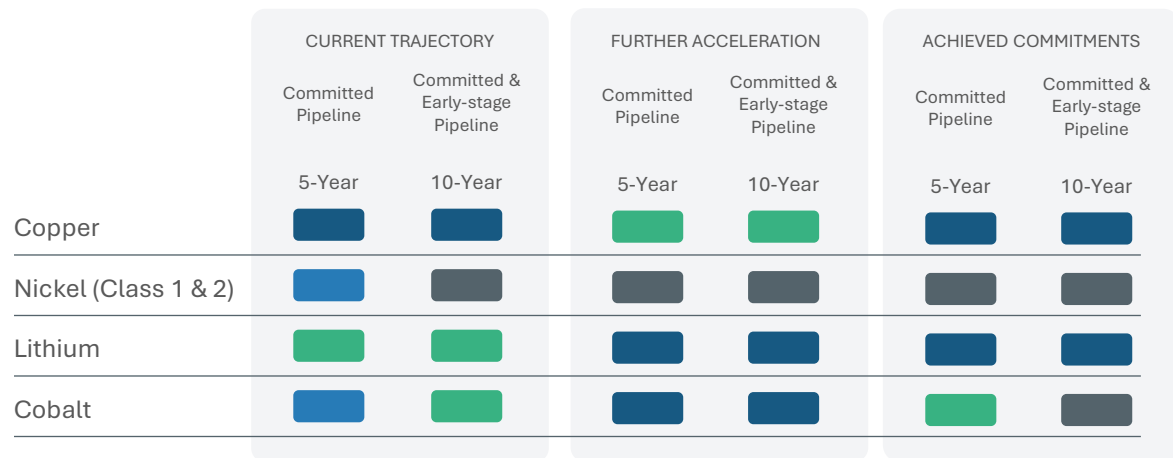 CURRENT TRAJECTORY
Committed
Pipeline
Committed &
Early-stage
Pipeline
5-Year
10-Year
FURTHER ACCELERATION
Committed
Pipeline
Committed &
Early-stage
Pipeline
5-Year
10-Year
ACHIEVED COMMITMENTS
Committed
Pipeline
Committed &
Early-stage
Pipeline
5-Year
10-Year
Copper
Nickel (Class 1 & 2)
Lithium
Cobalt